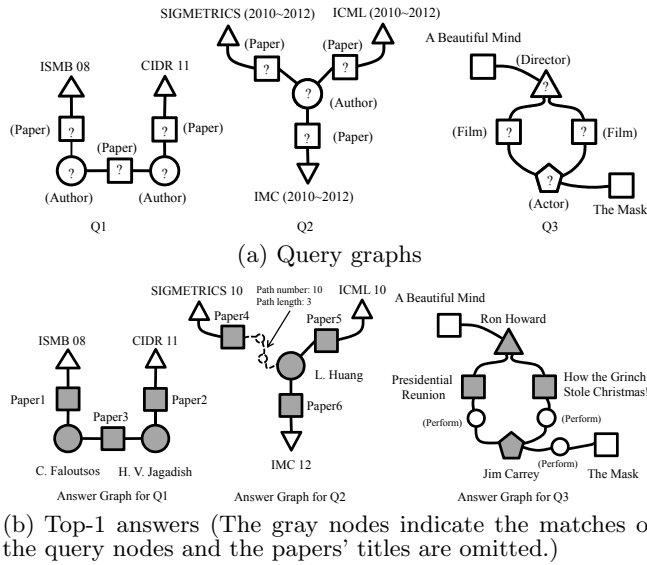 SIGMETRICS (2010~2012)
ICML (2010~2012)
(Paper)
(Paper)
?
?
?
(Author)
?
(Paper)
IMC (2010~2012)
Q2
ISMB 08
CIDR 11
(Paper)
?
?
(Paper)
(Paper)
?
?
?
(Author)
(Author)
Q1
A Beautiful Mind
(Director)
?
(Film)
?
?
(Film)
?
(Actor)
The Mask
Q3
(a) Query graphs
SIGMETRICS 10
Path number: 10
Path length: 3
ICML 10
Paper4
Paper5
L. Huang
Paper6
IMC 12
Answer Graph for Q2
ISMB 08
CIDR 11
Paper1
Paper2
Paper3
C. Faloutsos
H. V. Jagadish
Answer Graph for Q1
A Beautiful Mind
Ron Howard
Presidential
Reunion
How the Grinch
Stole Christmas!
(Perform)
(Perform)
(Perform)
Jim Carrey
The Mask
Answer Graph for Q3
(b) Top-1 answers (The gray nodes indicate the matches o
the query nodes and the papers' titles are omitted.)